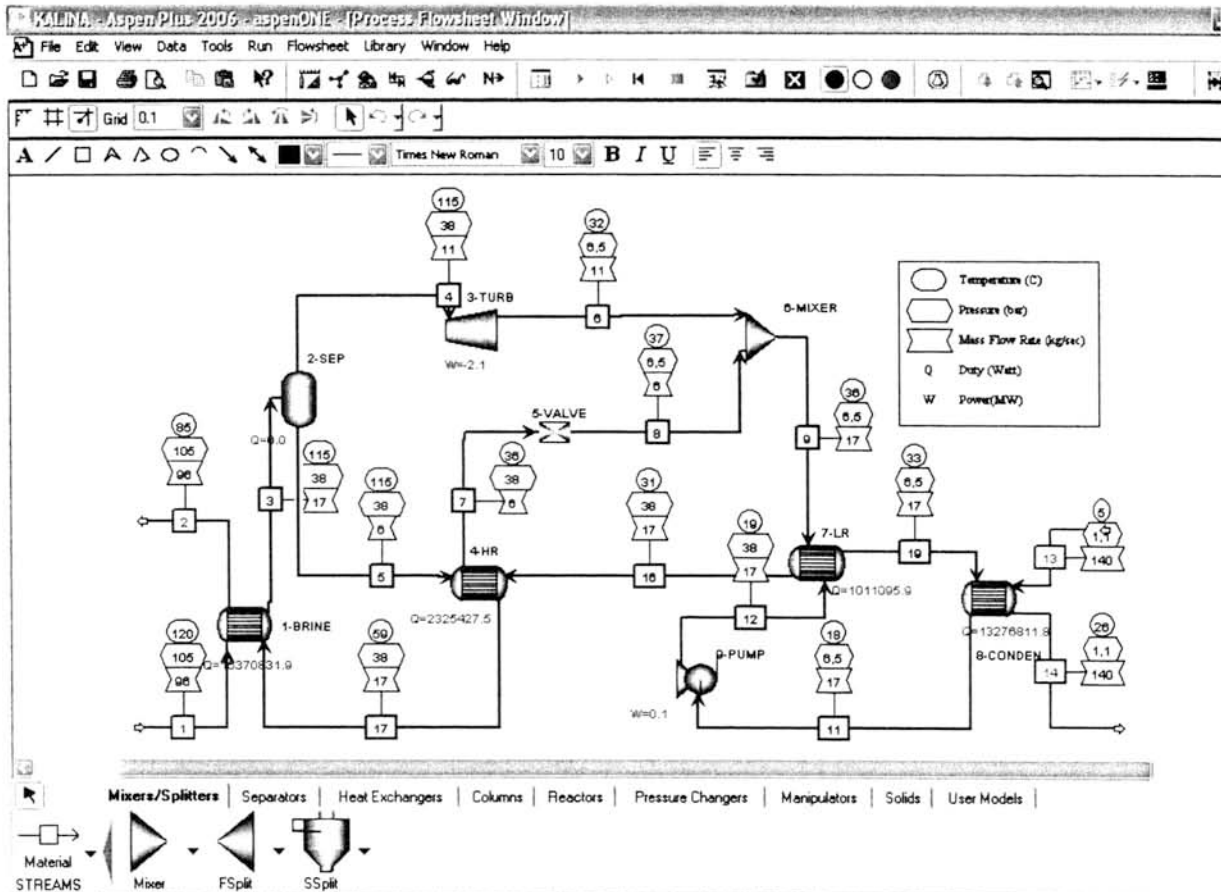 KALINA - Aspen Plus 2006 - aspenONE - [Process Flowsheet Window]
File Edit View Data Tools Run Flowsheet Library Window Help
N➔
Grid 0.1
A Times New Roman 10 B I U
115
38
11
4
3-TURB
W=-2.1
32
6,5
11
6
6-MIXER
Temperature (C)
Pressure (bar)
Mass Flow Rate (kg/sec)
Q Duty (Watt)
W Power(MW)
2-SEP
Q=0.0
37
6,5
6
8
5-VALVE
36
6,5
17
9
85
105
96
2
115
38
17
3
115
38
6
5
36
38
6
7
31
38
17
16
19
38
17
12
33
6,5
17
19
5
1,1
140
13
4-HR
Q=2325427.5
7-LR
Q=1011095.9
1-BRINE
120
105
96
1
59
38
17
17
9-PUMP
W=0.1
18
6,5
17
11
Q=13276811.8
8-CONDEN
26
1,1
140
14
Mixers/Splitters | Separators | Heat Exchangers | Columns | Reactors | Pressure Changers | Manipulators | Solids | User Models |
Material
STREAMS Mixer FSplit SSplit